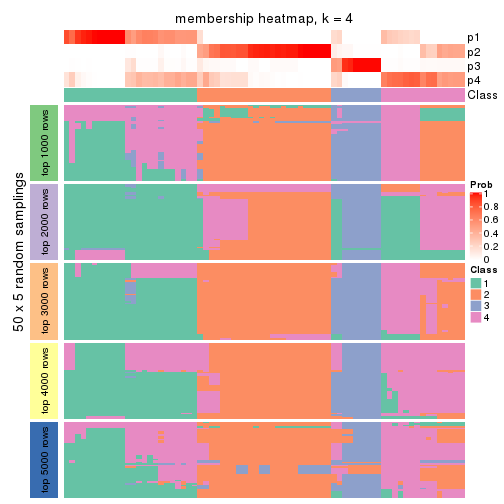 membership heatmap, k = 4
p1
p2
p3
p4
Class
50 x 5 random samplings
top 1000 rows
top 2000 rows
top 3000 rows
top 4000 rows
top 5000 rows
Prob
1
0.8
0.6
0.4
0.2
0
Class
1
2
3
4